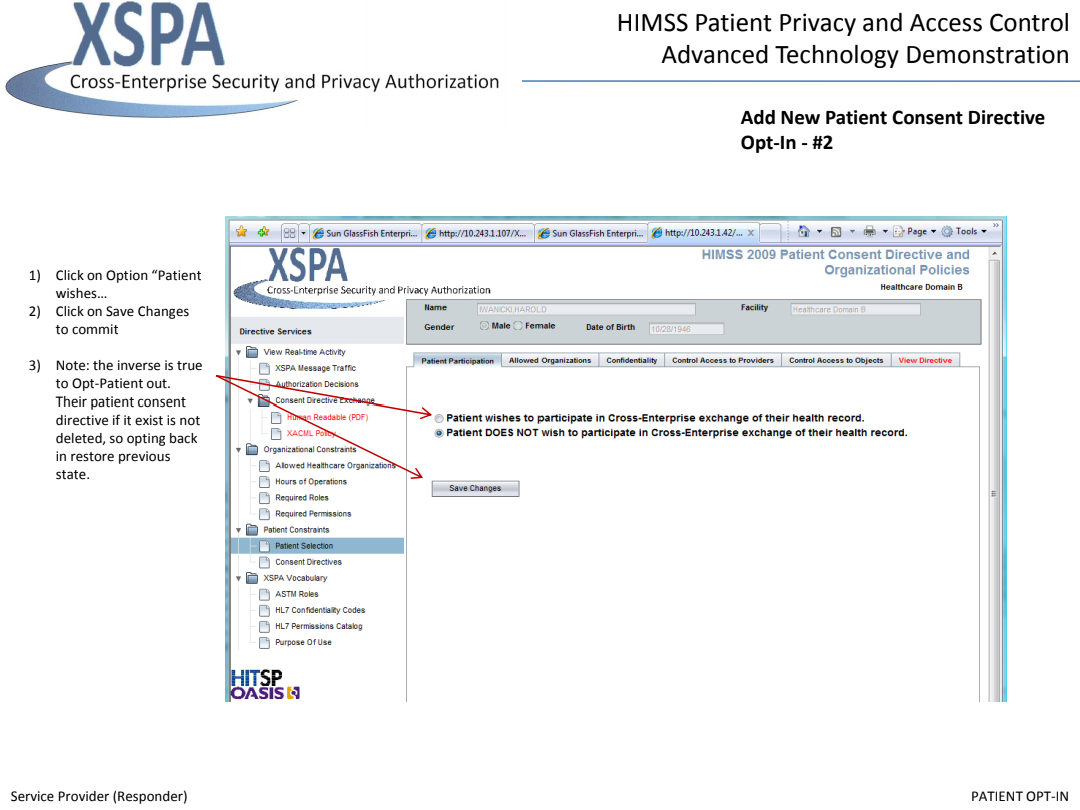 XSPA
Cross-Enterprise Security and Privacy Authorization
HIMSS Patient Privacy and Access Control
Advanced Technology Demonstration
Add New Patient Consent Directive
Opt-In - #2
1) Click on Option “Patient
wishes…
2) Click on Save Changes
to commit
3) Note: the inverse is true
to Opt-Patient out.
Their patient consent
directive if it exist is not
deleted, so opting back
in restore previous
state.
Sun GlassFish Enterpri... http://10.243.1.107/X... Sun GlassFish Enterpri... http://10.243.1.42/... x Page Tools »
XSPA
Cross-Enterprise Security and Privacy Authorization
HIMSS 2009 Patient Consent Directive and
Organizational Policies
Healthcare Domain B
Name IWANICKI,HAROLD Facility Healthcare Domain B
Gender Male Female Date of Birth 10/28/1946
Directive Services
View Real-time Activity
XSPA Message Traffic
Authorization Decisions
Consent Directive Exchange
Human Readable (PDF)
XACML Policy
Organizational Constraints
Allowed Healthcare Organizations
Hours of Operations
Required Roles
Required Permissions
Patient Constraints
Patient Selection
Consent Directives
XSPA Vocabulary
ASTM Roles
HL7 Confidentiality Codes
HL7 Permissions Catalog
Purpose Of Use
HITSP
OASIS
Patient Participation Allowed Organizations Confidentiality Control Access to Providers Control Access to Objects View Directive
Patient wishes to participate in Cross-Enterprise exchange of their health record.
Patient DOES NOT wish to participate in Cross-Enterprise exchange of their health record.
Save Changes
Service Provider (Responder)
PATIENT OPT-IN